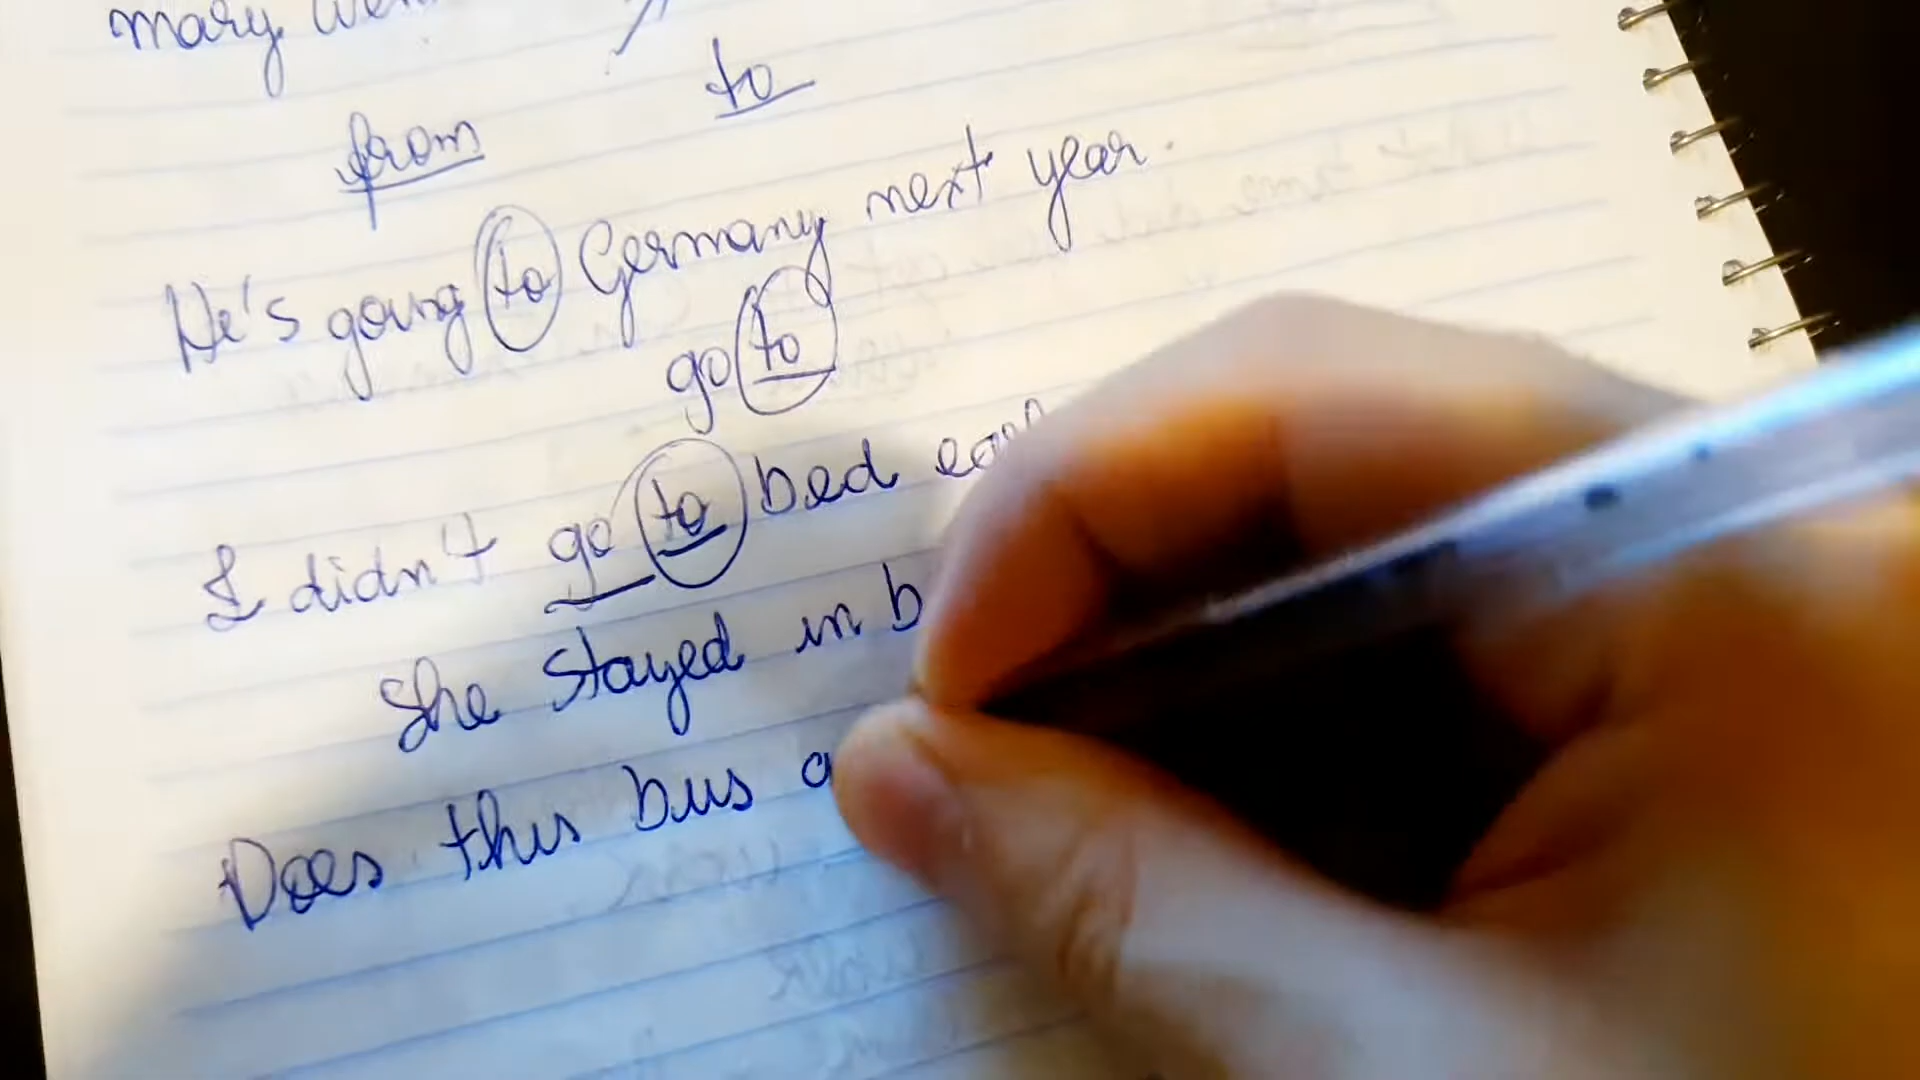 mary
to
from
He's going to Germany next year.
go to
I didn't go to bed
She stayed in
Does this bus